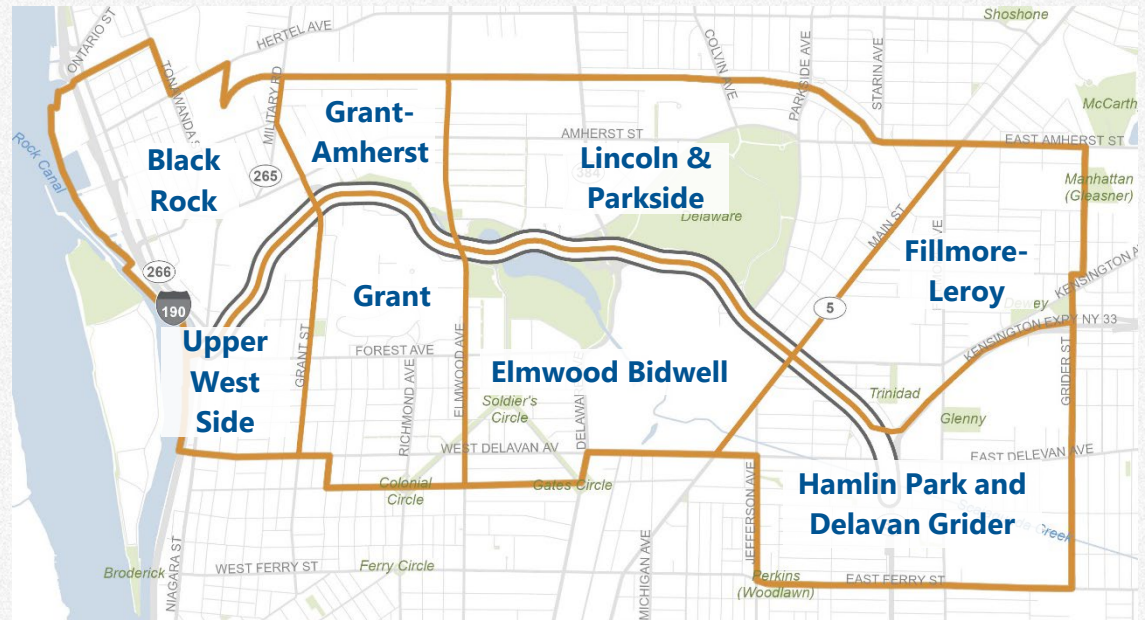 Shoshone
ONTARIO ST
HERTEL AVE
COLVIN AVE
PARKSIDE AVE
STARIN AVE
TONAWANDA S
MILITARY RD
McCarth
Grant-
Amherst
AMHERST ST
EAST AMHERST ST
Black
Rock
Lincoln &
Parkside
384
Rock Canal
265
Manhattan
(Gleasner)
Delaware
MAIN ST
Fillmore-
Leroy
266
190
Grant
5
Dewey
KENSINGTON A
KENSINGTON EXPY NY 33
Upper
West
Side
GRANT ST
FOREST AVE
RICHMOND AVE
ELMWOOD AVE
Elmwood Bidwell
Soldier's
Circle
DELAWA
Trinidad
Glenny
GRIDER ST
WEST DELAVAN AV
EAST DELEVAN AVE
Colonial
Circle
Gates Circle
JEFFERSON AVE
Hamlin Park and
Delavan Grider
Creek
Broderick
NIAGARA ST
WEST FERRY ST
Ferry Circle
MICHIGAN AVE
Perkins
(Woodlawn)
EAST FERRY ST